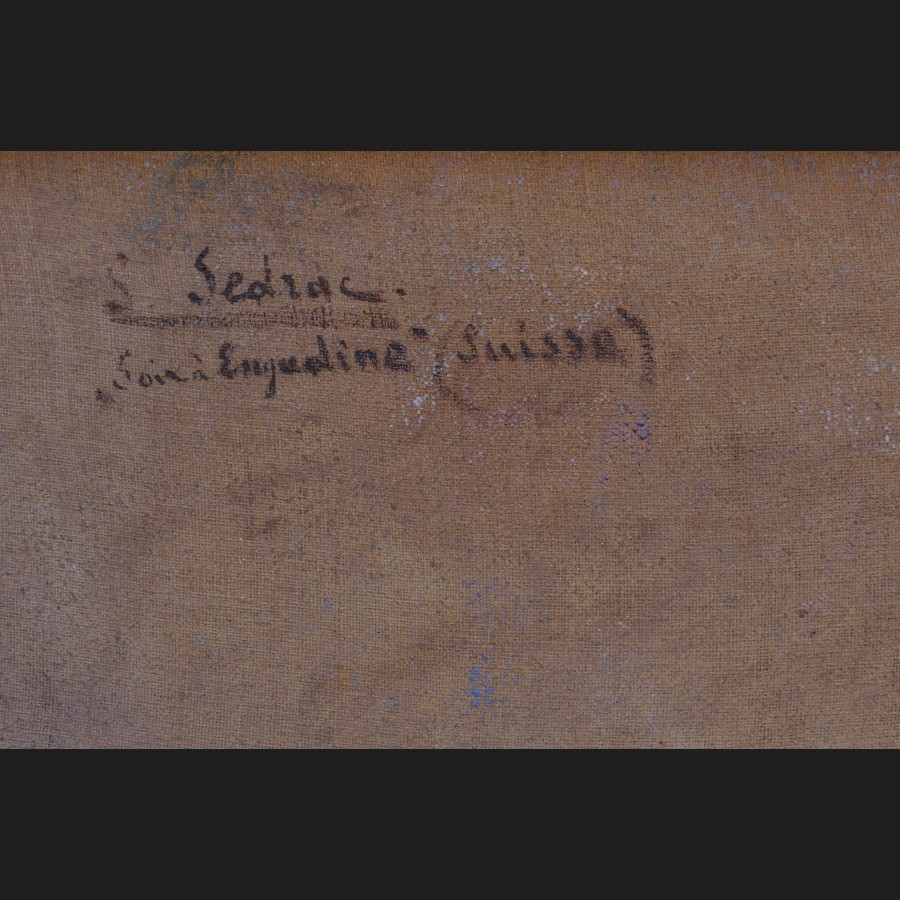 S. Sedrac.
„Soir à Engadine" (Suisse)